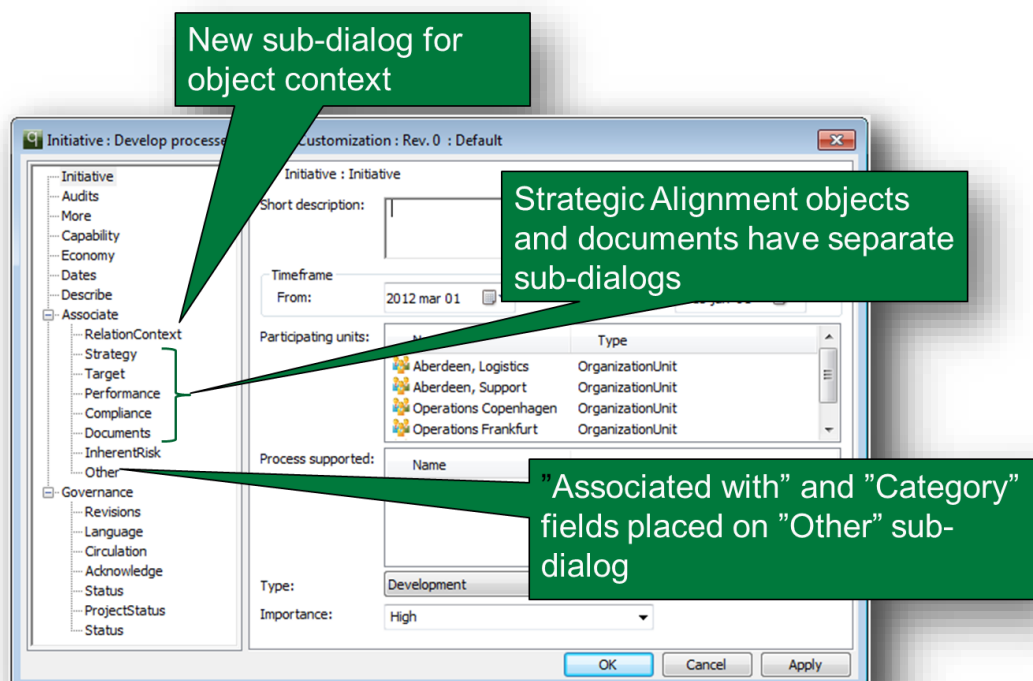 New sub-dialog for
object context
Initiative : Develop processe
Customization : Rev. 0 : Default
Initiative
Audits
More
Capability
Economy
Dates
Describe
Associate
RelationContext
Strategy
Target
Performance
Compliance
Documents
InherentRisk
Other
Governance
Revisions
Language
Circulation
Acknowledge
Status
ProjectStatus
Status
Initiative : Initiative
Short description:
Strategic Alignment objects
and documents have separate
sub-dialogs
Timeframe
From:
2012 mar 01
Participating units:
Type
Aberdeen, Logistics OrganizationUnit
Aberdeen, Support OrganizationUnit
Operations Copenhagen OrganizationUnit
Operations Frankfurt OrganizationUnit
Process supported:
Name
”Associated with” and ”Category”
fields placed on ”Other” sub-
dialog
Type:
Development
Importance:
High
OK Cancel Apply